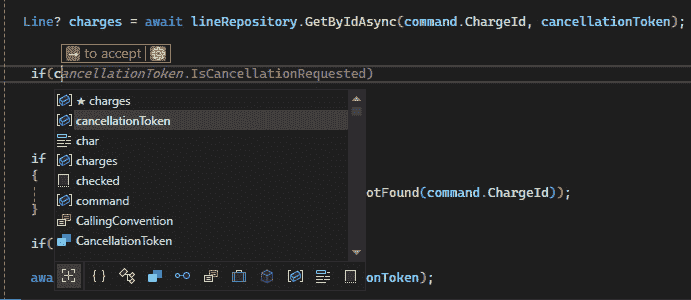 Line? charges = await lineRepository.GetByIdAsync(command.ChargeId, cancellationToken);
to accept
if(cancellationToken.IsCancellationRequested)
★ charges
cancellationToken
char
charges
if
checked
{
otFound(command.ChargeId));
command
}
CallingConvention
CancellationToken
if(
{ }
awa
onToken);